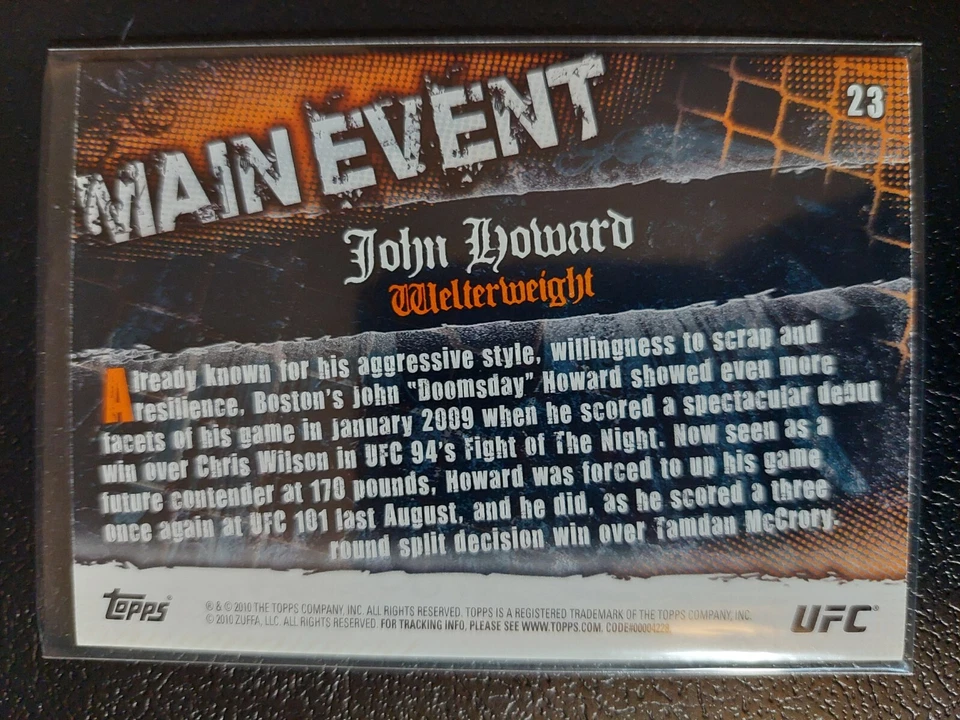 MAIN EVENT
23
John Howard
Welterweight
Already known for his aggressive style, willingness to scrap and
resilience, Boston's John "Doomsday" Howard showed even more
facets of his game in January 2009 when he scored a spectacular debut
win over Chris Wilson in UFC 94's Fight of The Night. Now seen as a
future contender at 170 pounds, Howard was forced to up his game
once again at UFC 101 last August, and he did, as he scored a three
round split decision win over Tamdan McCrory.
topps®
® & © 2010 THE TOPPS COMPANY, INC. ALL RIGHTS RESERVED. TOPPS IS A REGISTERED TRADEMARK OF THE TOPPS COMPANY, INC.
© 2010 ZUFFA, LLC. ALL RIGHTS RESERVED. FOR TRACKING INFO, PLEASE SEE WWW.TOPPS.COM. CODE#00004228
UFC®